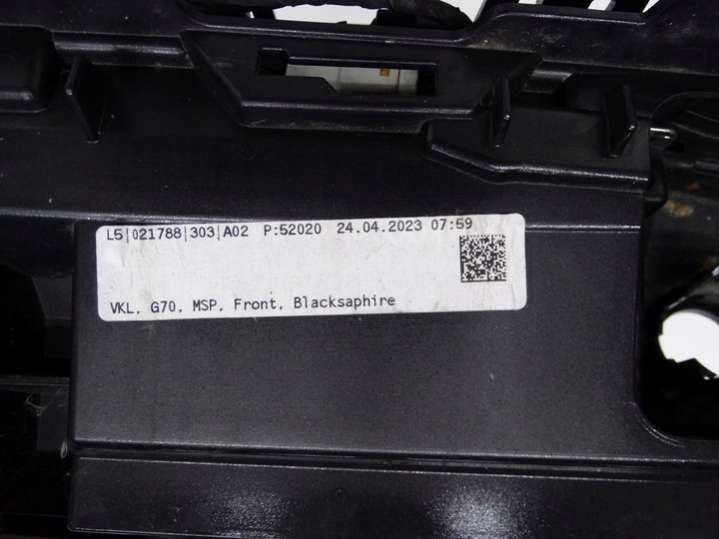 L5|021788|303|A02 P:52020 24.04.2023 07:59
VKL, G70, MSP, Front, Blacksaphire